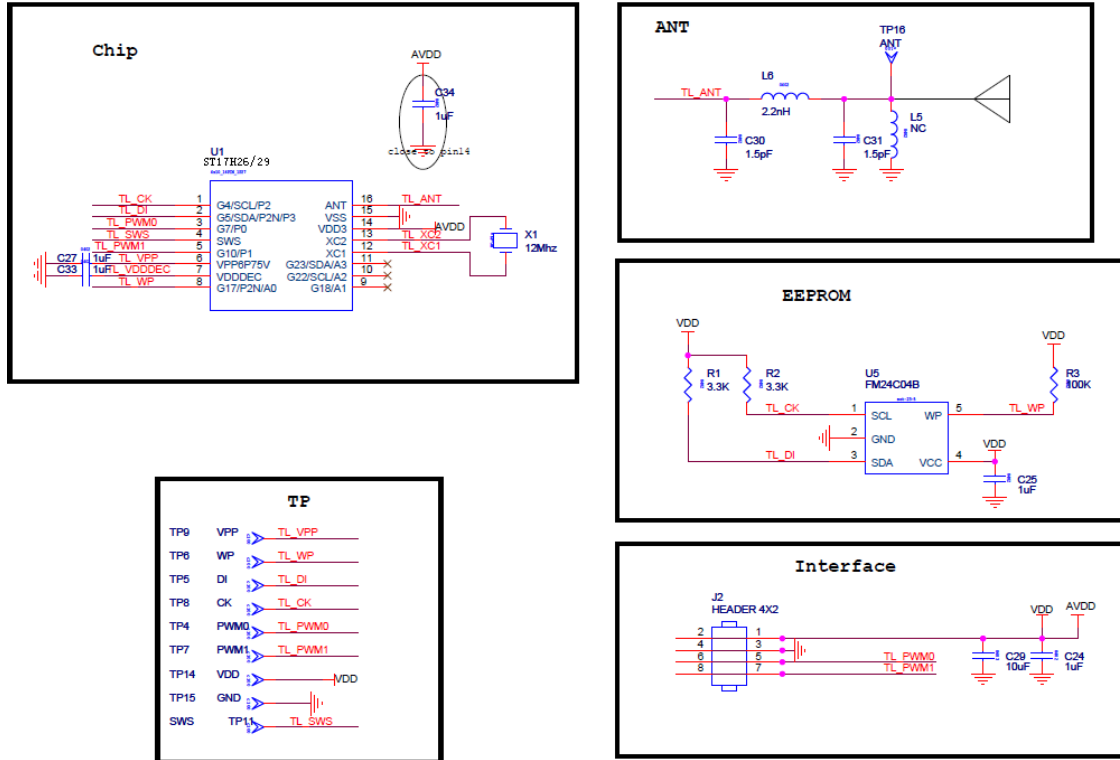 Chip
AVDD
C34
1uF
close to pin14
U1
ST17H26/29
TL_CK 1 G4/SCL/P2 ANT 16 TL_ANT
TL_DI 2 G5/SDA/P2N/P3 VSS 15
TL_PWM0 3 G7/P0 VDD3 14 AVDD
TL_SWS 4 SWS XC2 13 TL_XC2
TL_PWM1 5 G10/P1 XC1 12 TL_XC1
C27 1uF TL_VPP 6 VPP6P75V G23/SDA/A3 11
C33 1uF TL_VDDDEC 7 VDDDEC G22/SCL/A2 10
TL_WP 8 G17/P2N/A0 G18/A1 9
X1
12Mhz
ANT
TP16
ANT
TL_ANT
L6
2.2nH
C30
1.5pF
C31
1.5pF
L5
NC
EEPROM
VDD
VDD
R1
3.3K
R2
3.3K
U5
FM24C04B
R3
100K
TL_CK 1 SCL WP 5 TL_WP
2 GND
VDD
TL_DI 3 SDA VCC 4
C25
1uF
TP
TP9 VPP TL_VPP
TP6 WP TL_WP
TP5 DI TL_DI
TP8 CK TL_CK
TP4 PWM0 TL_PWM0
TP7 PWM1 TL_PWM1
TP14 VDD VDD
TP15 GND
SWS TP11 TL_SWS
Interface
J2
HEADER 4X2
VDD
AVDD
2 1
4 3
6 5 TL_PWM0
8 7 TL_PWM1
C29
10uF
C24
1uF